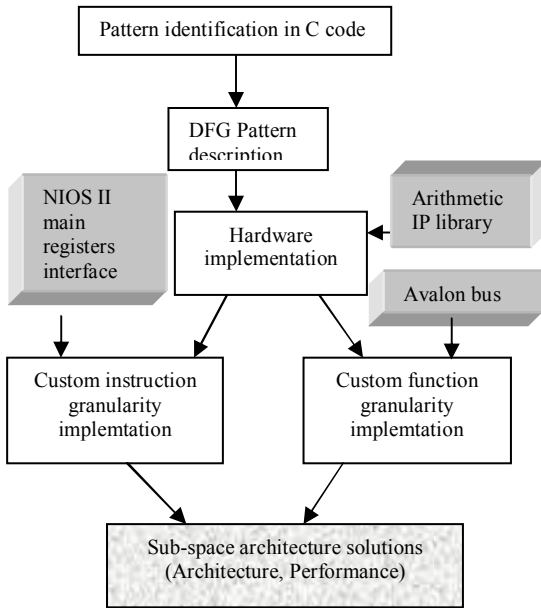 Pattern identification in C code
DFG Pattern
description
NIOS II
main
registers
interface
Arithmetic
IP library
Hardware
implementation
Avalon bus
Custom instruction
granularity
implemtation
Custom function
granularity
implemtation
Sub-space architecture solutions
(Architecture, Performance)